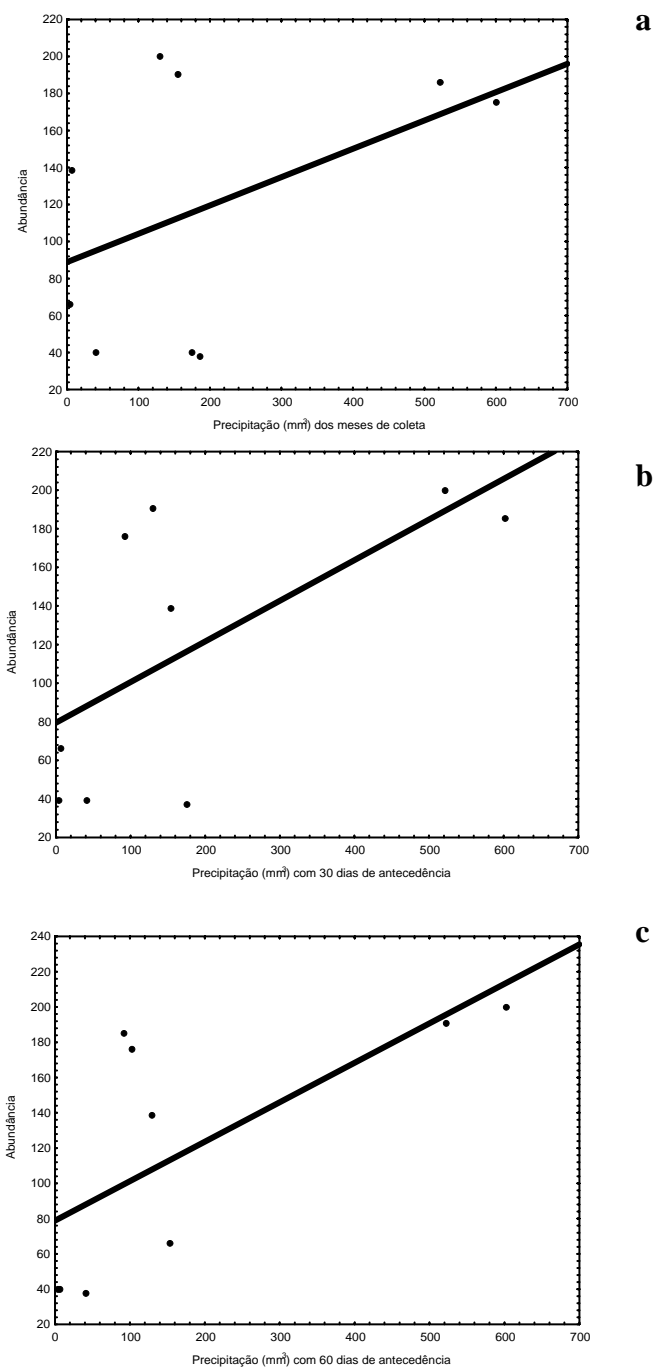 a
220
200
180
160
140
120
100
80
60
40
20
Abundância
0 100 200 300 400 500 600 700
Precipitação (mm³) dos meses de coleta
b
220
200
180
160
140
120
100
80
60
40
20
Abundância
0 100 200 300 400 500 600 700
Precipitação (mm³) com 30 dias de antecedência
c
240
220
200
180
160
140
120
100
80
60
40
20
Abundância
0 100 200 300 400 500 600 700
Precipitação (mm³) com 60 dias de antecedência